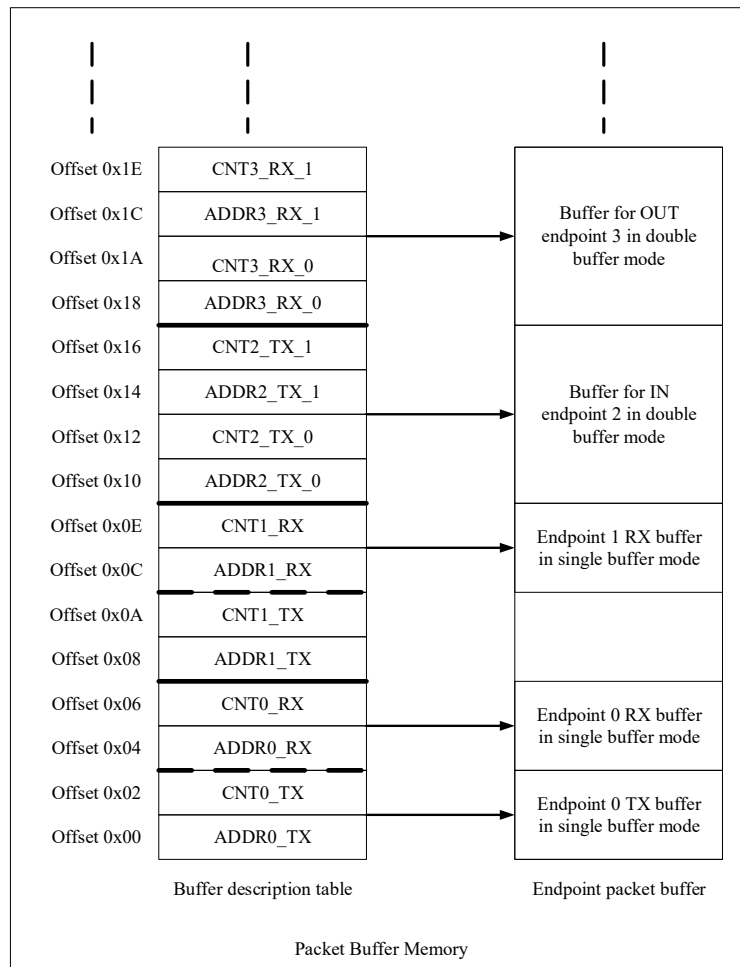 Offset 0x1E CNT3_RX_1
Offset 0x1C ADDR3_RX_1
Offset 0x1A CNT3_RX_0
Offset 0x18 ADDR3_RX_0
Buffer for OUT
endpoint 3 in double
buffer mode
Offset 0x16 CNT2_TX_1
Offset 0x14 ADDR2_TX_1
Offset 0x12 CNT2_TX_0
Offset 0x10 ADDR2_TX_0
Buffer for IN
endpoint 2 in double
buffer mode
Offset 0x0E CNT1_RX
Offset 0x0C ADDR1_RX
Endpoint 1 RX buffer
in single buffer mode
Offset 0x0A CNT1_TX
Offset 0x08 ADDR1_TX
Offset 0x06 CNT0_RX
Offset 0x04 ADDR0_RX
Endpoint 0 RX buffer
in single buffer mode
Offset 0x02 CNT0_TX
Offset 0x00 ADDR0_TX
Endpoint 0 TX buffer
in single buffer mode
Buffer description table
Endpoint packet buffer
Packet Buffer Memory